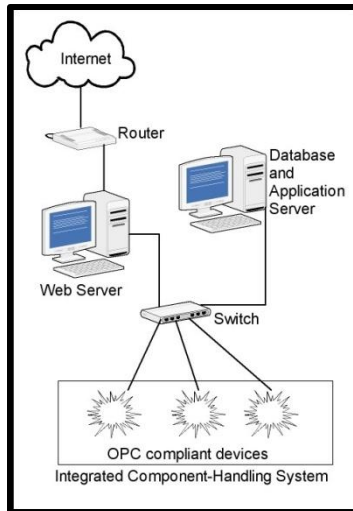 Internet
Router
Database
and
Application
Server
Web Server
Switch
OPC compliant devices
Integrated Component-Handling System